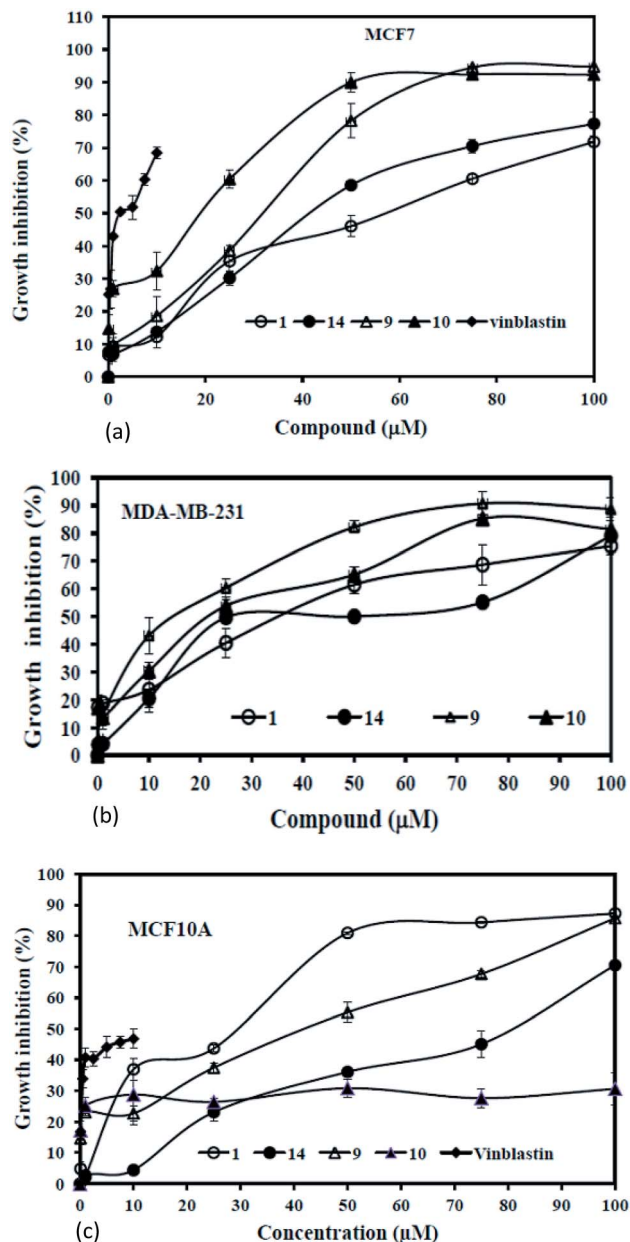 110
100
90
80
70
60
50
40
30
20
10
0
Growth inhibition (%)
MCF7
1 14 9 10 vinblastin
0 20 40 60 80 100
Compound (µM)
(a)
100
90
80
70
60
50
40
30
20
10
0
Growth inhibition (%)
MDA-MB-231
1 14 9 10
0 10 20 30 40 50 60 70 80 90 100
Compound (µM)
(b)
100
90
80
70
60
50
40
30
20
10
0
Growth inhibition (%)
MCF10A
1 14 9 10 Vinblastin
0 10 20 30 40 50 60 70 80 90 100
Concentration (µM)
(c)